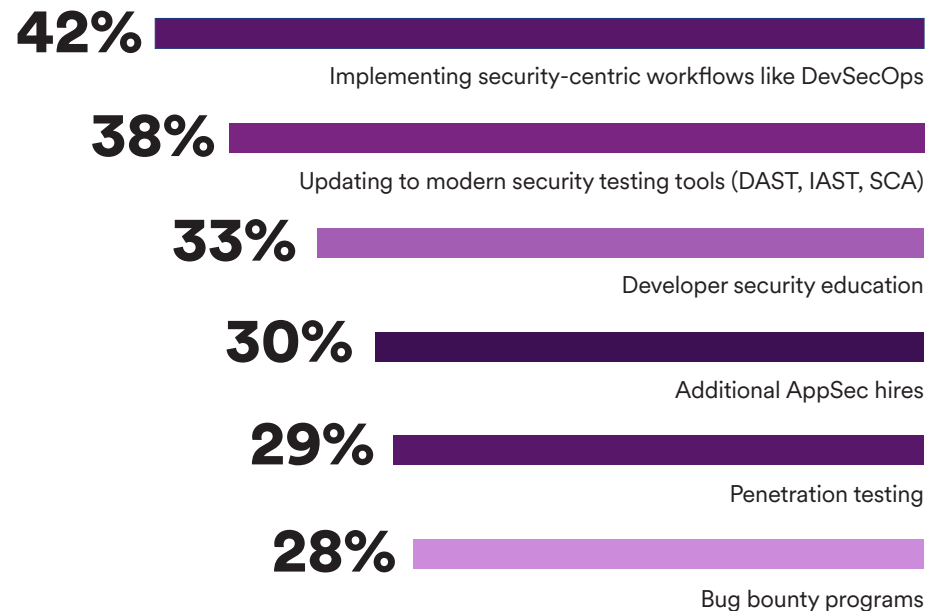 42%
Implementing security-centric workflows like DevSecOps
38%
Updating to modern security testing tools (DAST, IAST, SCA)
33%
Developer security education
30%
Additional AppSec hires
29%
Penetration testing
28%
Bug bounty programs